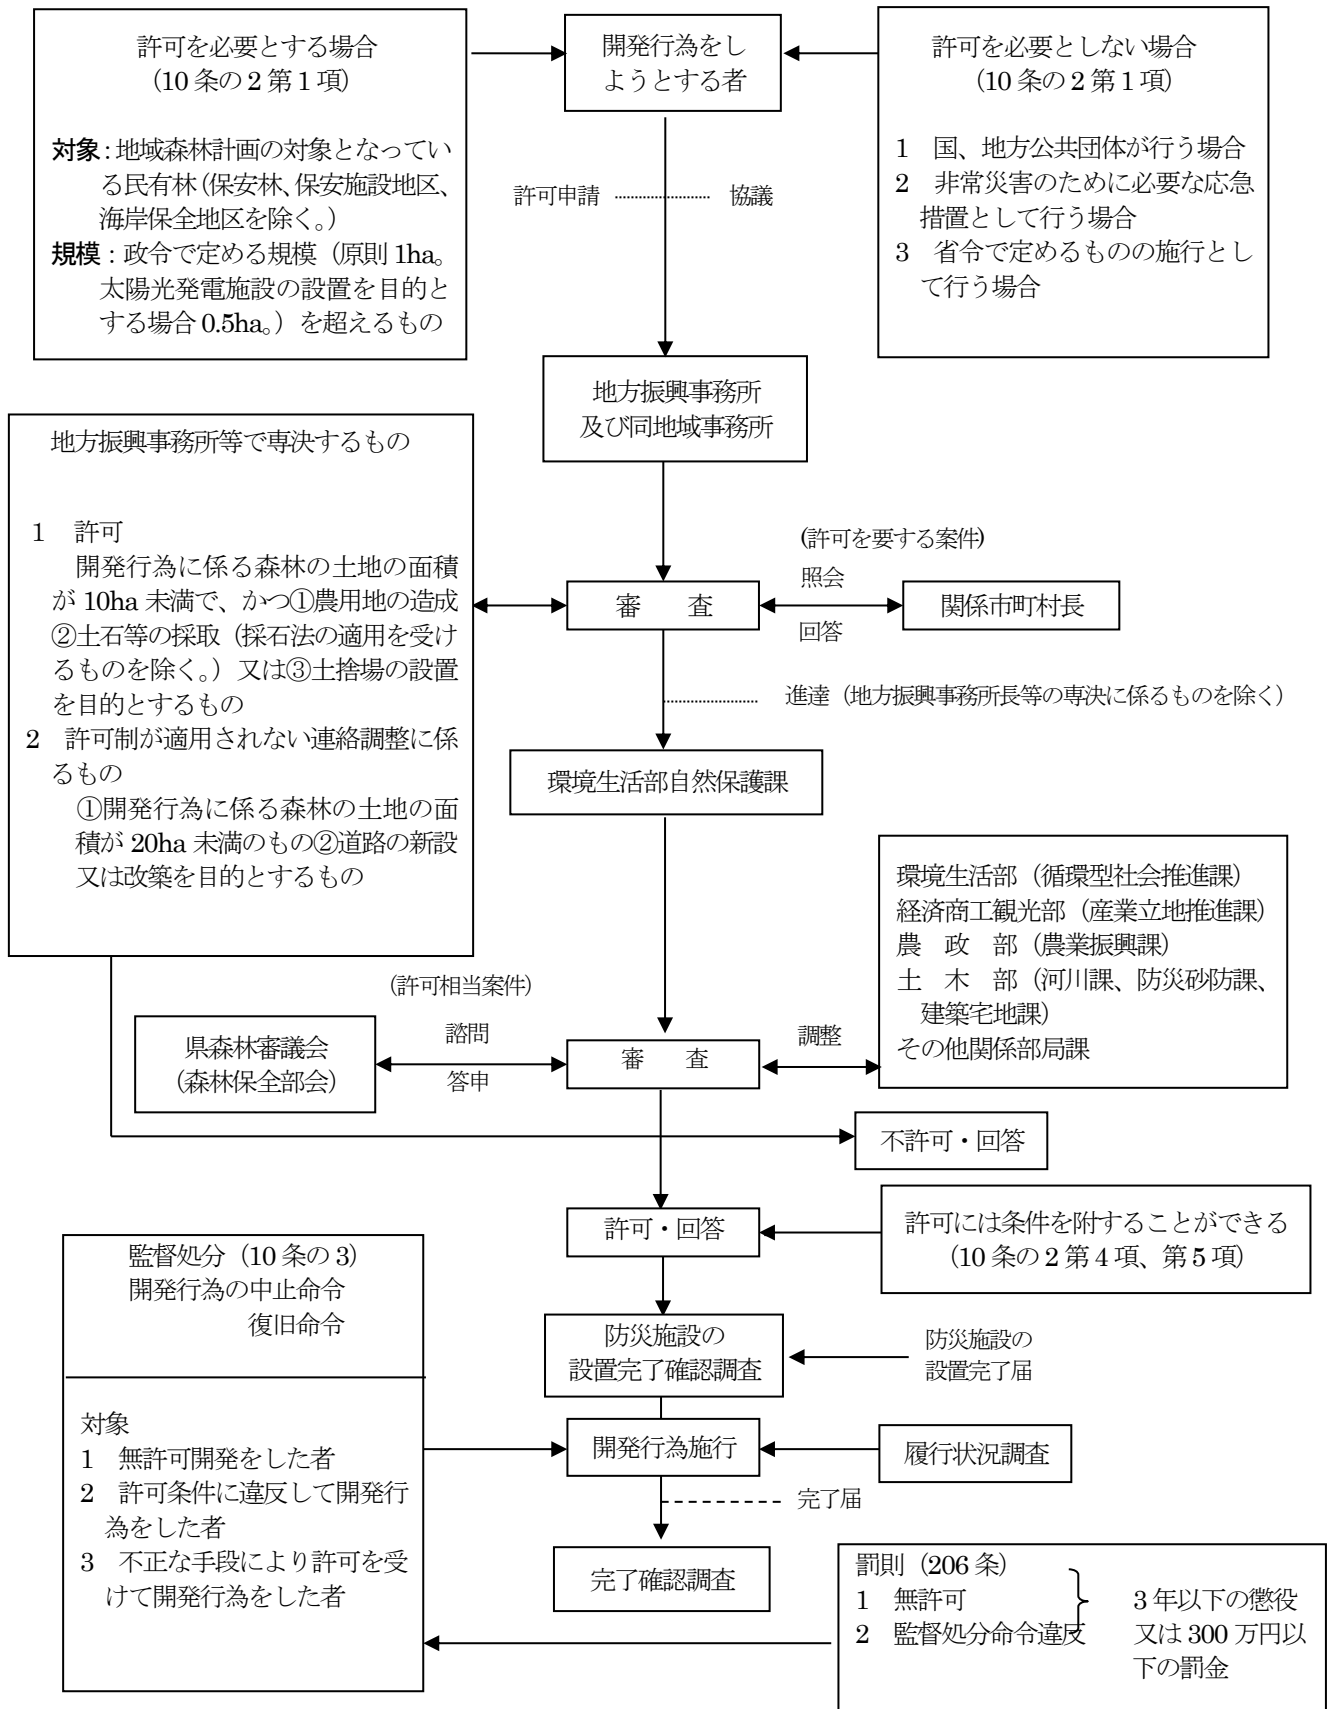 許可を必要とする場合
(10条の2第1項)
対象：地域森林計画の対象となってい
る民有林(保安林、保安施設地区、
海岸保全地区を除く。)
規模：政令で定める規模（原則1ha。
太陽光発電施設の設置を目的と
する場合0.5ha。）を超えるもの
開発行為をし
ようとする者
許可を必要としない場合
(10条の2第1項)
1　国、地方公共団体が行う場合
2　非常災害のために必要な応急
措置として行う場合
3　省令で定めるものの施行とし
て行う場合
許可申請
協議
地方振興事務所
及び同地域事務所
地方振興事務所等で専決するもの
1　許可
開発行為に係る森林の土地の面積
が10ha未満で、かつ①農用地の造成
②土石等の採取（採石法の適用を受け
るものを除く。）又は③土捨場の設置
を目的とするもの
2　許可制が適用されない連絡調整に係
るもの
①開発行為に係る森林の土地の面
積が20ha未満のもの②道路の新設
又は改築を目的とするもの
審　　査
(許可を要する案件)
照会
回答
関係市町村長
進達（地方振興事務所長等の専決に係るものを除く）
環境生活部自然保護課
環境生活部（循環型社会推進課）
経済商工観光部（産業立地推進課）
農　政　部（農業振興課）
土　木　部（河川課、防災砂防課、
建築宅地課）
その他関係部局課
(許可相当案件)
県森林審議会
(森林保全部会)
諮問
答申
審　　査
調整
不許可・回答
許可・回答
許可には条件を附することができる
(10条の2第4項、第5項)
監督処分（10条の3）
開発行為の中止命令
復旧命令
対象
1　無許可開発をした者
2　許可条件に違反して開発行
為をした者
3　不正な手段により許可を受
けて開発行為をした者
防災施設の
設置完了確認調査
防災施設の
設置完了届
開発行為施行
履行状況調査
完了届
完了確認調査
罰則（206条）
1　無許可
2　監督処分命令違反
3年以下の懲役
又は300万円以
下の罰金